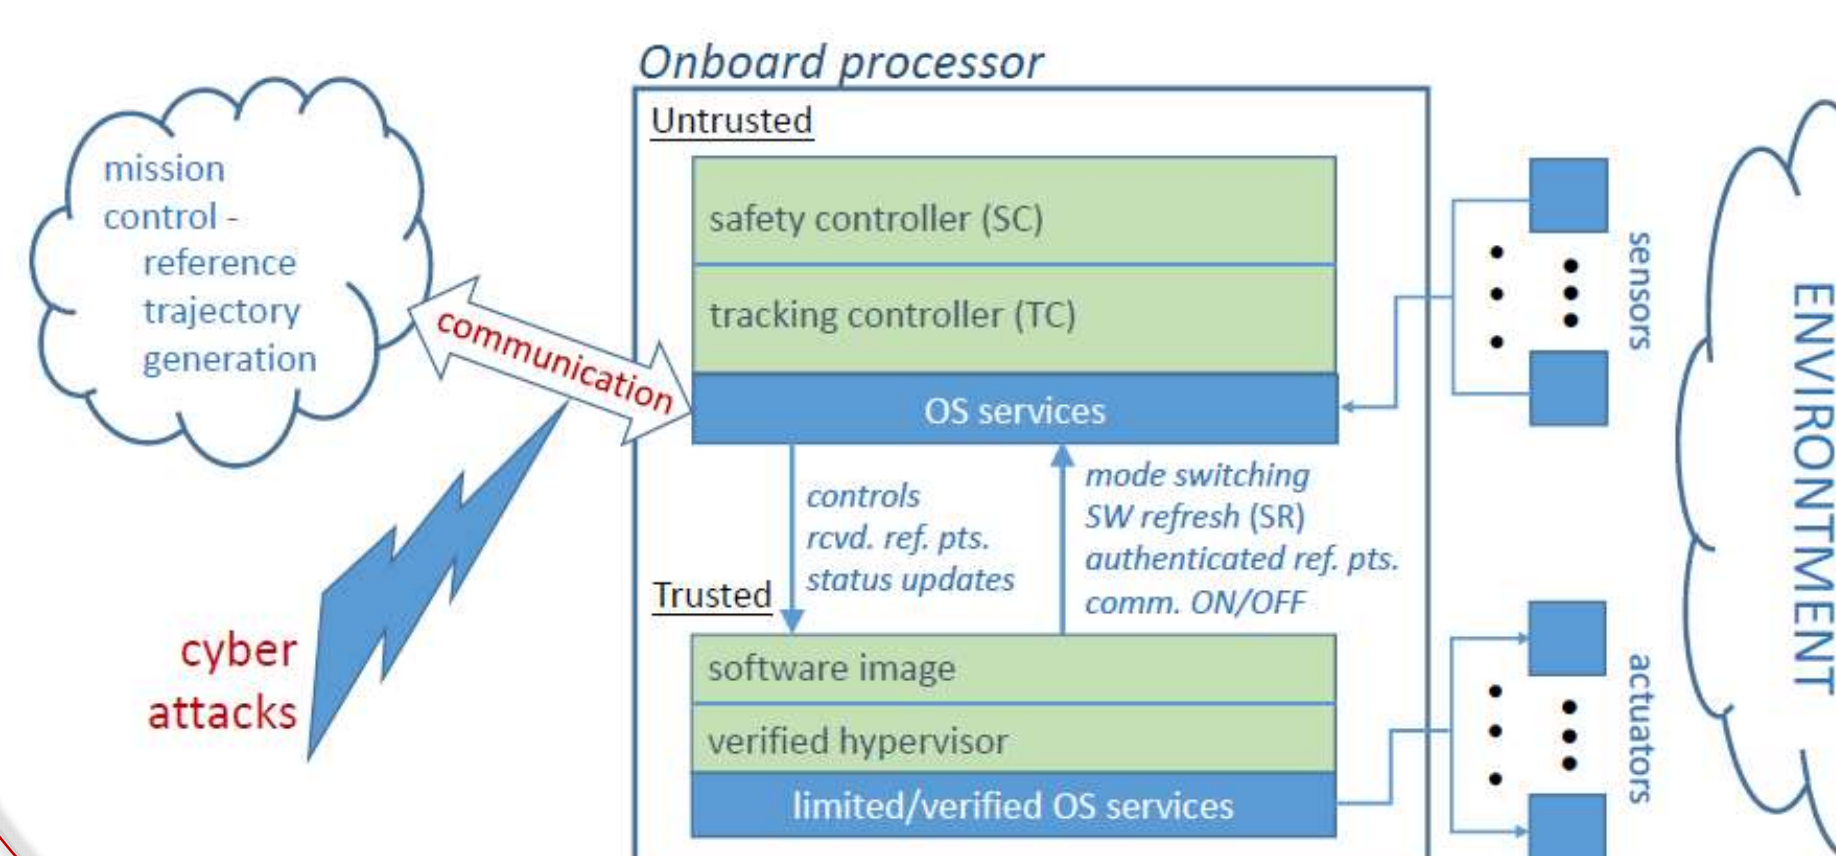 Onboard processor
Untrusted
mission
control -
reference
trajectory
generation
communication
cyber
attacks
safety controller (SC)
tracking controller (TC)
OS services
controls
rcvd. ref. pts.
status updates
mode switching
SW refresh (SR)
authenticated ref. pts.
comm. ON/OFF
Trusted
software image
verified hypervisor
limited/verified OS services
sensors
actuators
ENVIRONTMENT